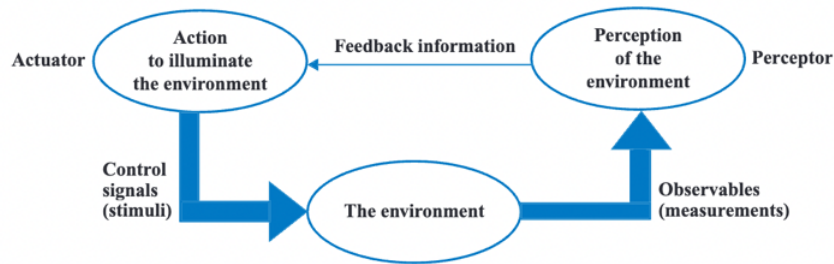 Actuator
Action
to illuminate
the environment
Feedback information
Perception
of the
environment
Perceptor
Control
signals
(stimuli)
The environment
Observables
(measurements)